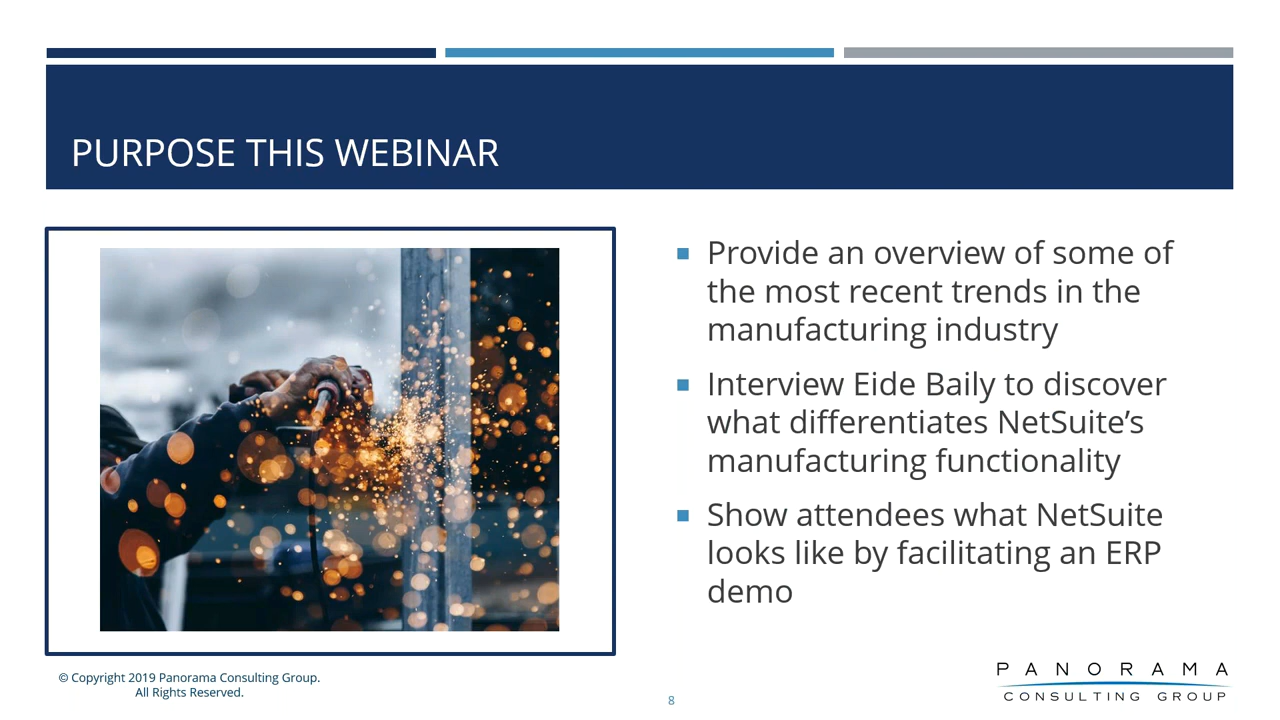 PURPOSE THIS WEBINAR
Provide an overview of some of
the most recent trends in the
manufacturing industry
Interview Eide Baily to discover
what differentiates NetSuite’s
manufacturing functionality
Show attendees what NetSuite
looks like by facilitating an ERP
demo
© Copyright 2019 Panorama Consulting Group.
All Rights Reserved.
8
PANORAMA
CONSULTING GROUP